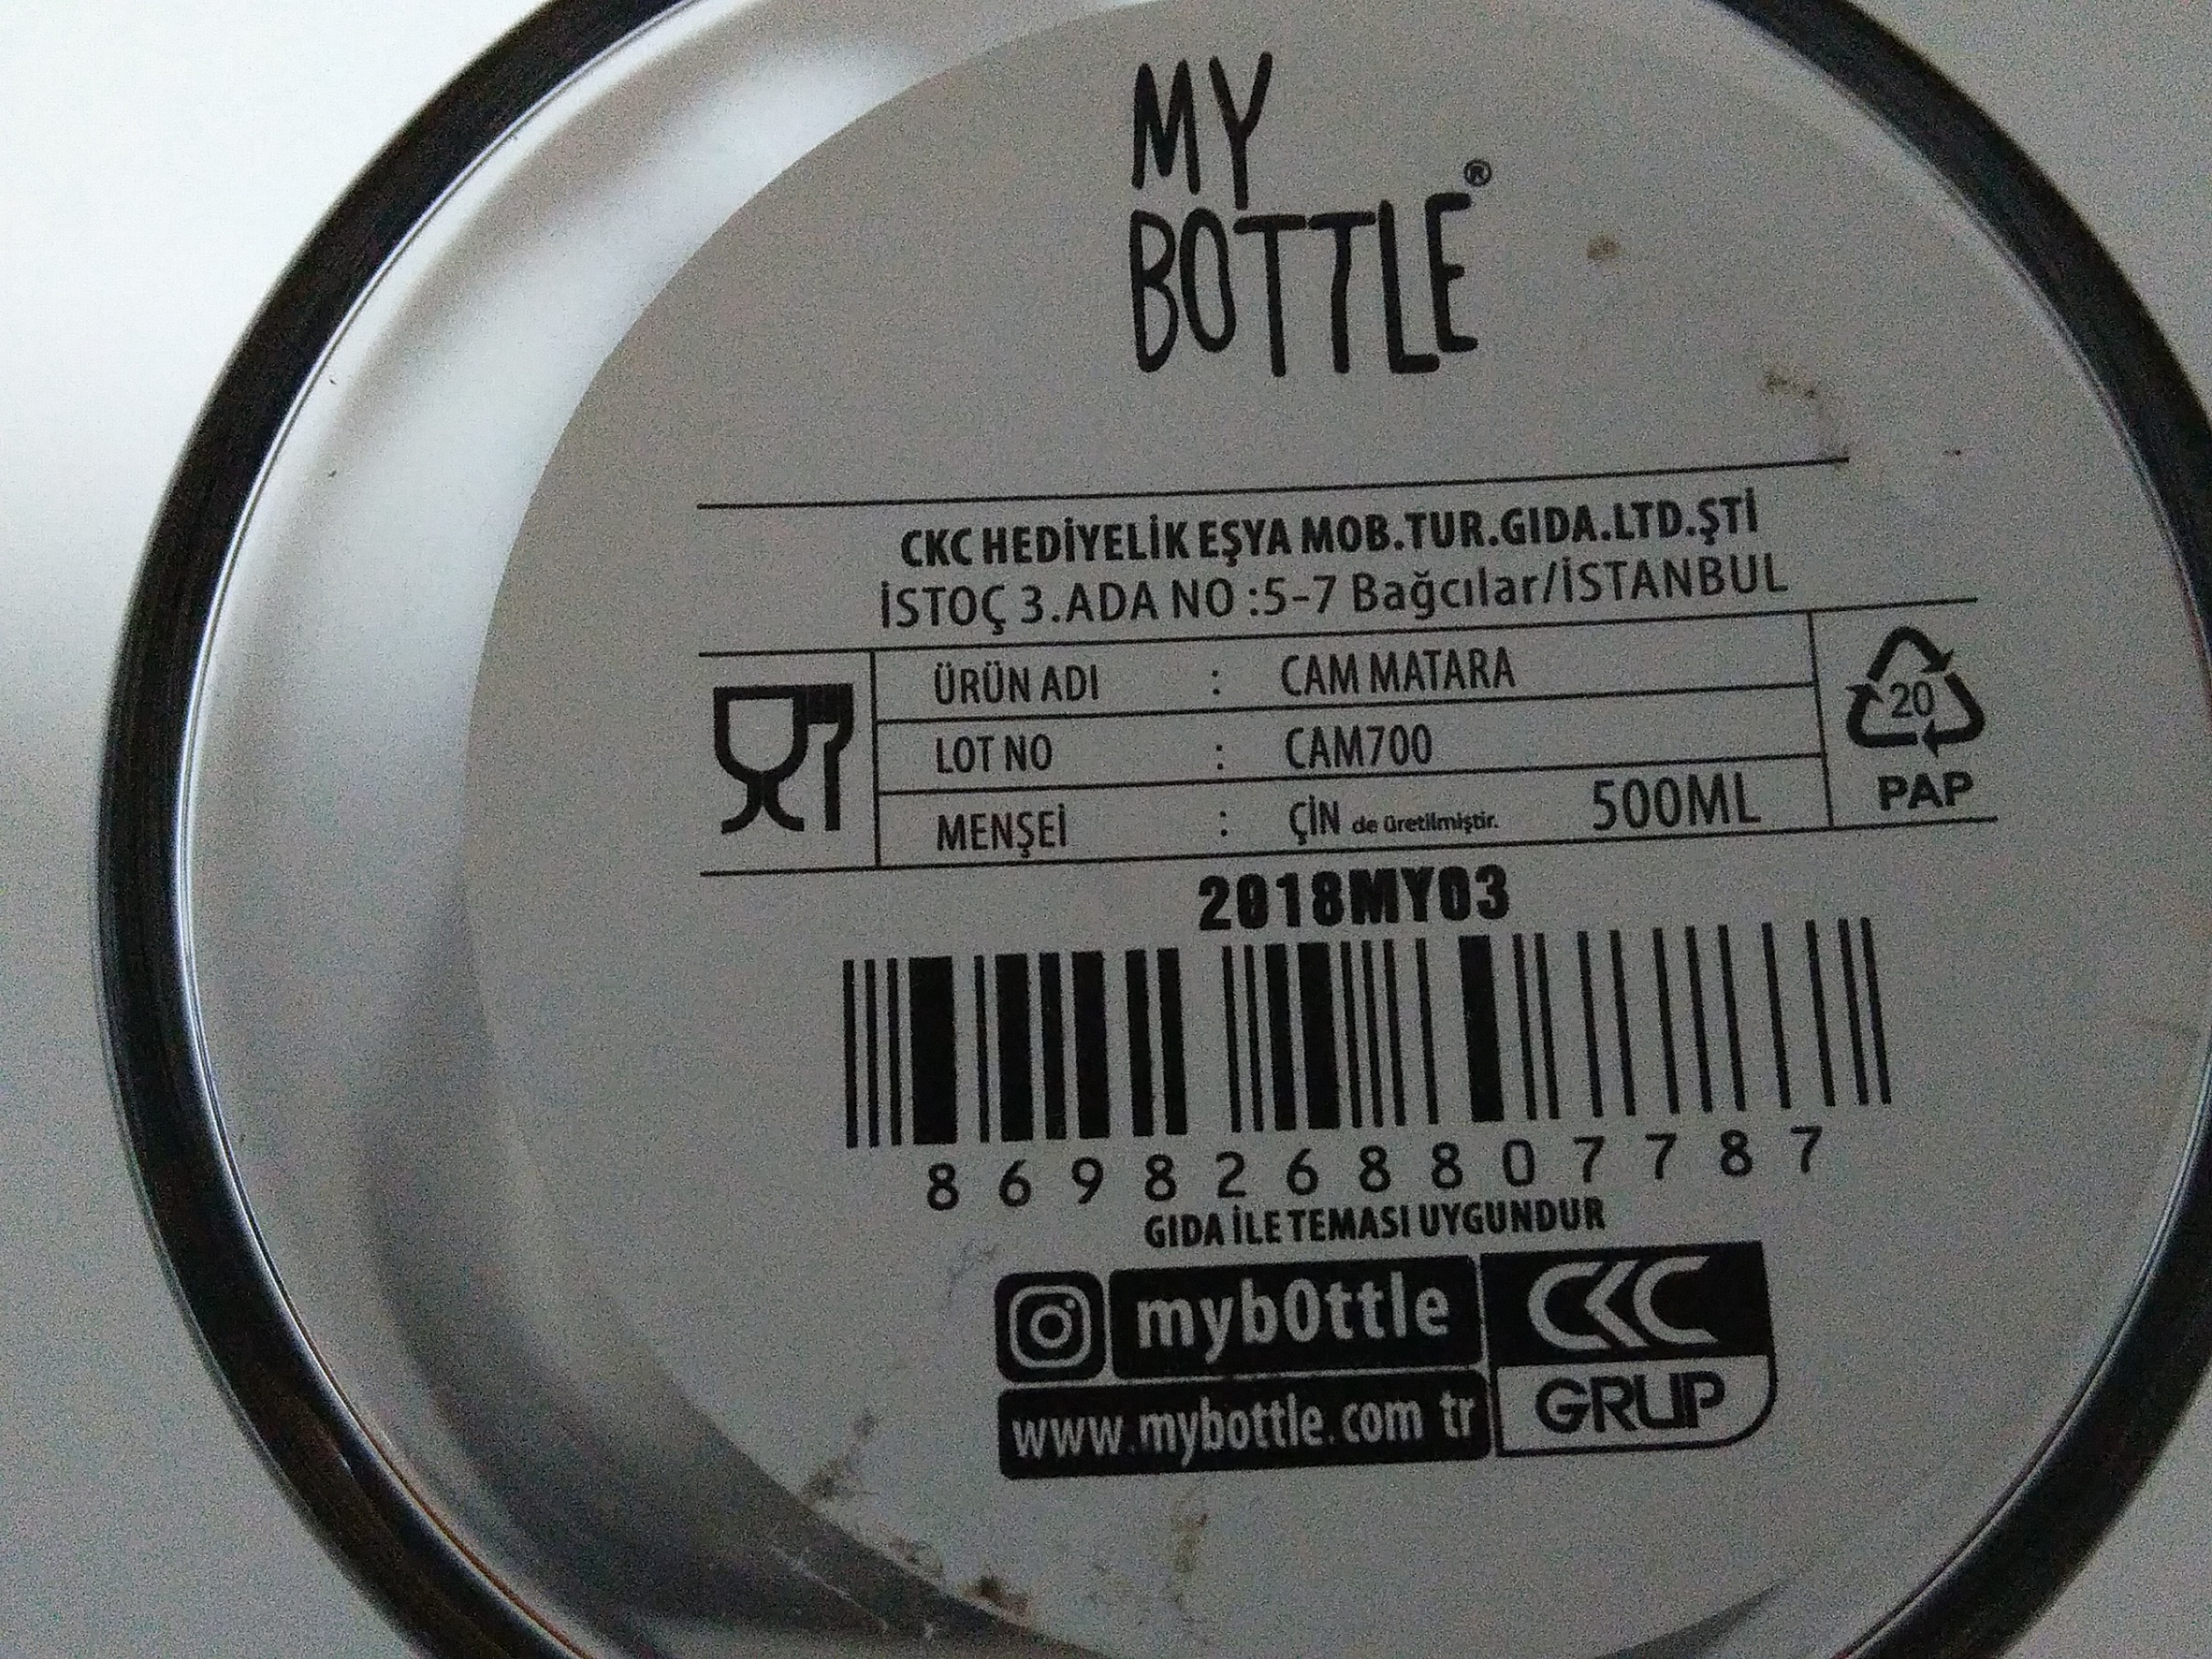 MY
BOTTLE®
CKC HEDİYELİK EŞYA MOB.TUR.GIDA.LTD.ŞTİ
İSTOÇ 3.ADA NO :5-7 Bağcılar/İSTANBUL
ÜRÜN ADI : CAM MATARA
LOT NO : CAM700
MENŞEİ : ÇİN de üretilmiştir. 500ML
20
PAP
2018MY03
8698268807787
GIDA İLE TEMASI UYGUNDUR
myb0ttle
www.mybottle.com tr
CKC
GRUP